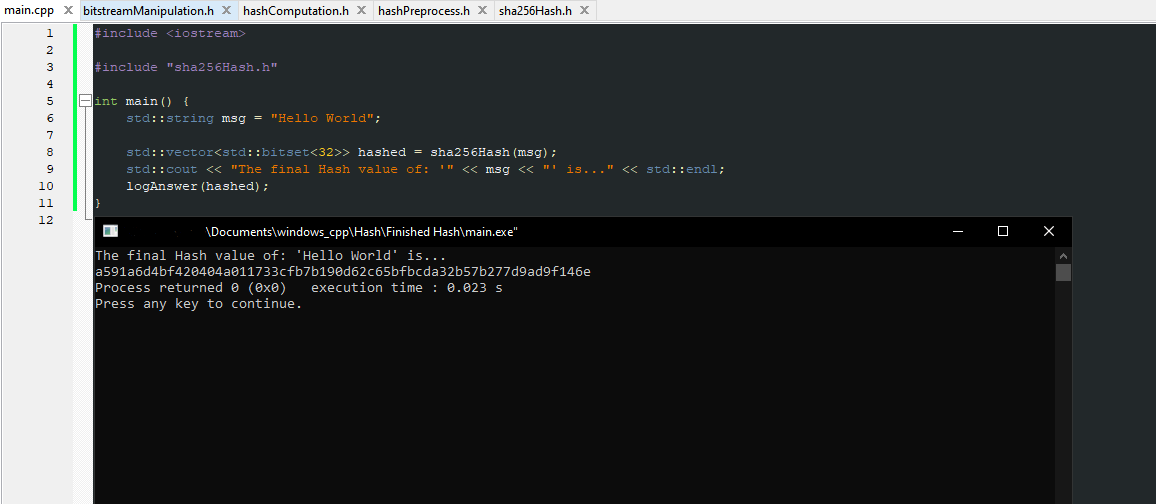 main.cpp bitstreamManipulation.h hashComputation.h hashPreprocess.h sha256Hash.h
1 #include <iostream>
2
3 #include "sha256Hash.h"
4
5 int main() {
6 std::string msg = "Hello World";
7
8 std::vector<std::bitset<32>> hashed = sha256Hash(msg);
9 std::cout << "The final Hash value of: '" << msg << "' is..." << std::endl;
10 logAnswer(hashed);
11 }
12
\Documents\windows_cpp\Hash\Finished Hash\main.exe"
The final Hash value of: 'Hello World' is...
a591a6d4bf420404a011733cfb7b190d62c65bfbcda32b57b277d9ad9f146e
Process returned 0 (0x0) execution time : 0.023 s
Press any key to continue.